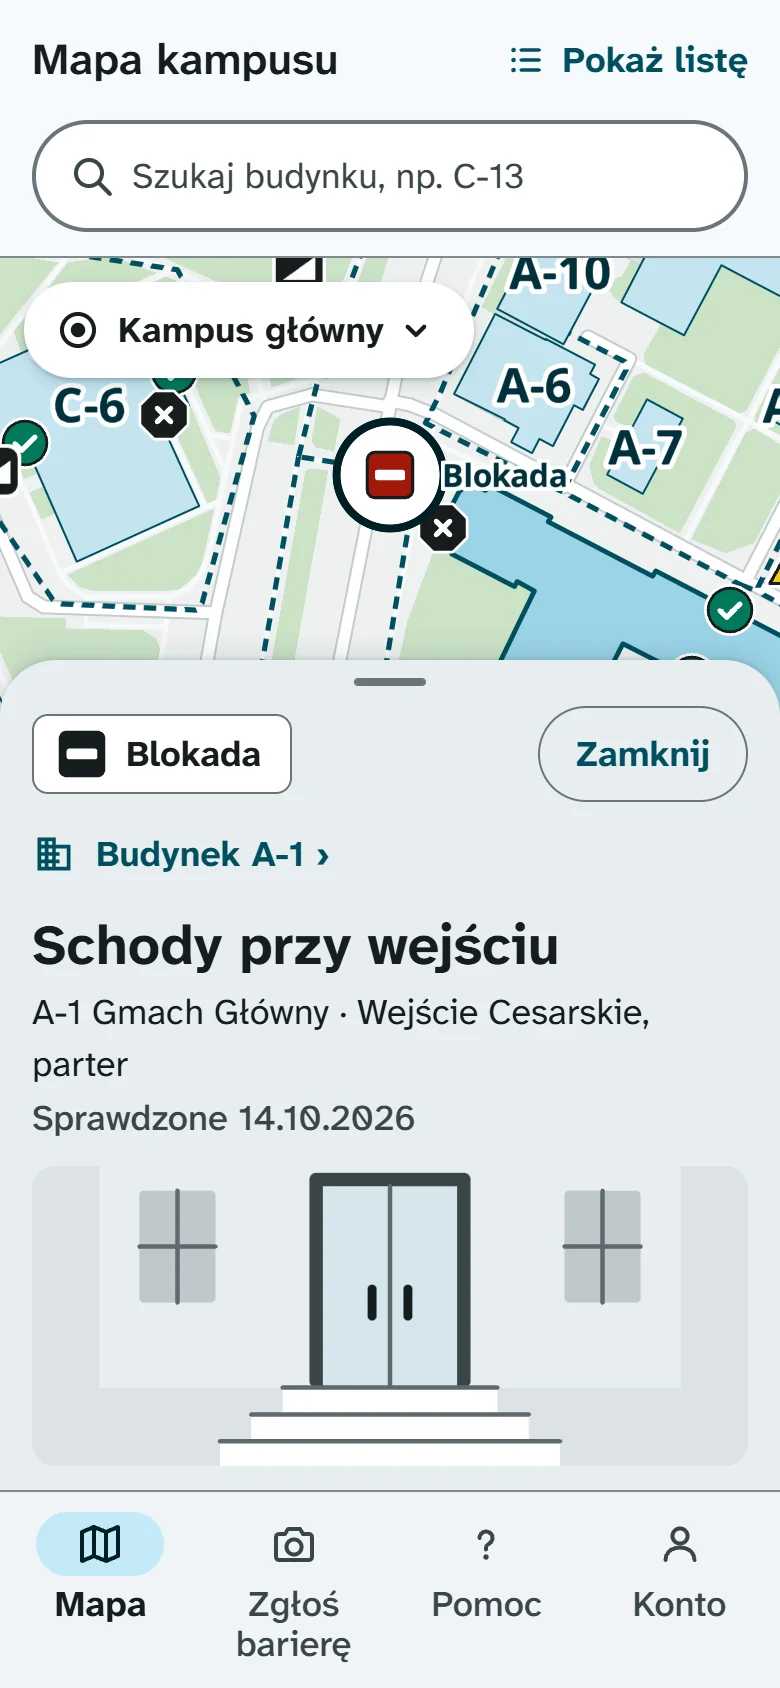 Mapa kampusu
Pokaż listę
Szukaj budynku, np. C-13
A-10
Kampus główny
C-6
A-6
A-7
Blokada
Blokada
Zamknij
Budynek A-1 ›
Schody przy wejściu
A-1 Gmach Główny · Wejście Cesarskie,
parter
Sprawdzone 14.10.2026
Mapa
Zgłoś
barierę
Pomoc
Konto